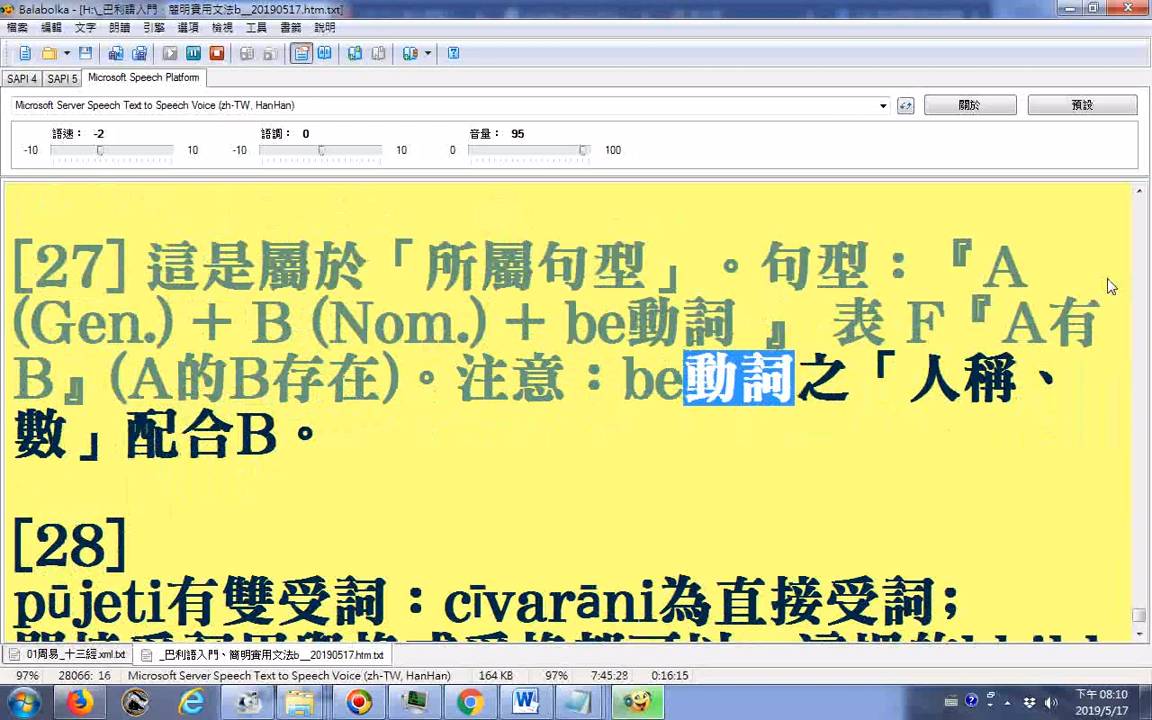 Balabolka - [H:\_巴利語入門、簡明實用文法b__20190517.htm.txt]
檔案 編輯 文字 朗讀 引擎 選項 檢視 工具 書籤 說明
SAPI 4 SAPI 5 Microsoft Speech Platform
Microsoft Server Speech Text to Speech Voice (zh-TW, HanHan) 關於 預設
語速： -2 語調： 0 音量： 95
-10 10 -10 10 0 100
[27] 這是屬於「所屬句型」。句型：『A
(Gen.)＋B (Nom.)＋be動詞 』 表 F『A有
B』(A的B存在)。注意：be動詞之「人稱、
數」配合B。
[28]
pūjeti有雙受詞：cīvarāni為直接受詞;
01周易_十三經.xml.txt _巴利語入門、簡明實用文法b__20190517.htm.txt
97% 28066: 16 Microsoft Server Speech Text to Speech Voice (zh-TW, HanHan) 164 KB 97% 7:45:28 0:16:15
下午 08:10
2019/5/17